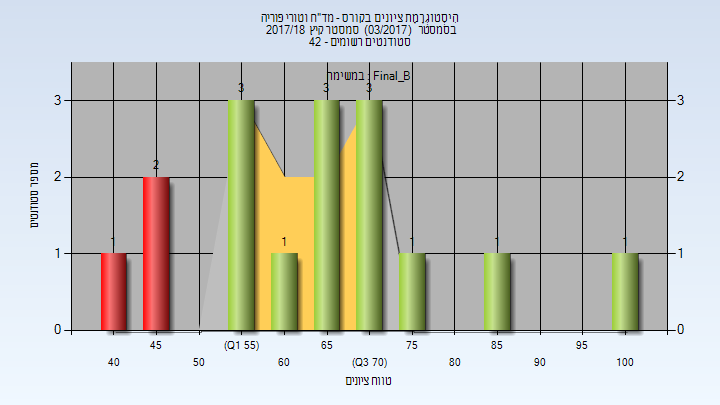 היסטוגרמת ציונים בקורס - מד"ח וטורי פוריה
בסמסטר (03/2017) סמסטר קיץ 2017/18
סטודנטים רשומים - 42
במשימה : Final_B
מספר סטודנטים
3 3
2 2
1 1
0 0
1 2 3 1 3 3 1 1 1
45 (Q1 55) 65 75 85 95
40 50 60 (Q3 70) 80 90 100
טווח ציונים